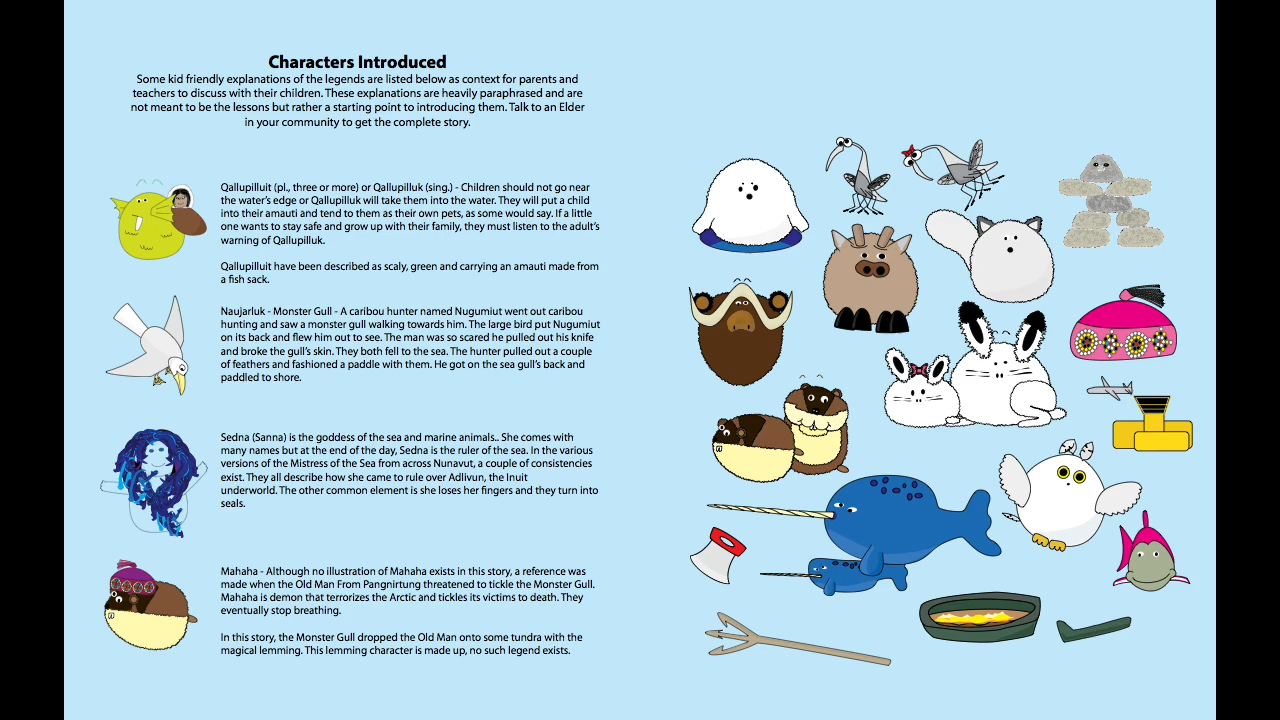 Characters Introduced
Some kid friendly explanations of the legends are listed below as context for parents and
teachers to discuss with their children. These explanations are heavily paraphrased and are
not meant to be the lessons but rather a starting point to introducing them. Talk to an Elder
in your community to get the complete story.
Qallupilluit (pl., three or more) or Qallupilluk (sing.) - Children should not go near
the water's edge or Qallupilluk will take them into the water. They will put a child
into their amauti and tend to them as their own pets, as some would say. If a little
one wants to stay safe and grow up with their family, they must listen to the adult's
warning of Qallupilluk.
Qallupilluit have been described as scaly, green and carrying an amauti made from
a fish sack.
Naujarluk - Monster Gull - A caribou hunter named Nugumiut went out caribou
hunting and saw a monster gull walking towards him. The large bird put Nugumiut
on its back and flew him out to see. The man was so scared he pulled out his knife
and broke the gull's skin. They both fell to the sea. The hunter pulled out a couple
of feathers and fashioned a paddle with them. He got on the sea gull's back and
paddled to shore.
Sedna (Sanna) is the goddess of the sea and marine animals.. She comes with
many names but at the end of the day, Sedna is the ruler of the sea. In the various
versions of the Mistress of the Sea from across Nunavut, a couple of consistencies
exist. They all describe how she came to rule over Adlivun, the Inuit
underworld. The other common element is she loses her fingers and they turn into
seals.
Mahaha - Although no illustration of Mahaha exists in this story, a reference was
made when the Old Man From Pangnirtung threatened to tickle the Monster Gull.
Mahaha is demon that terrorizes the Arctic and tickles its victims to death. They
eventually stop breathing.
In this story, the Monster Gull dropped the Old Man onto some tundra with the
magical lemming. This lemming character is made up, no such legend exists.